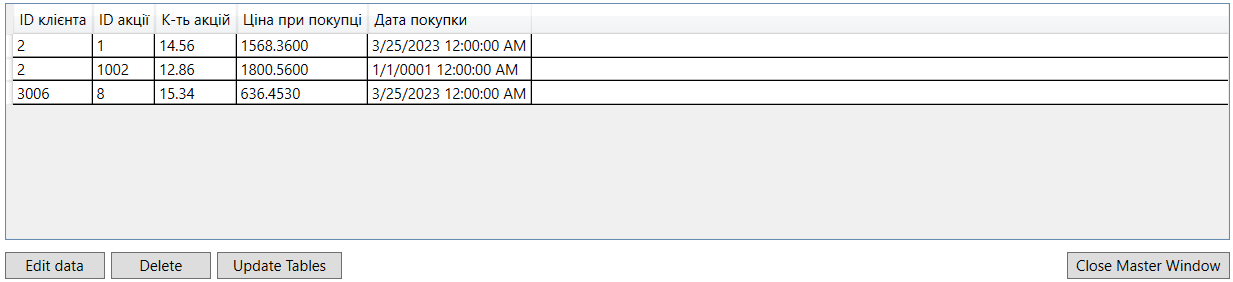 ID клієнта ID акції К-ть акцій Ціна при покупці Дата покупки
2 1 14.56 1568.3600 3/25/2023 12:00:00 AM
2 1002 12.86 1800.5600 1/1/0001 12:00:00 AM
3006 8 15.34 636.4530 3/25/2023 12:00:00 AM
Edit data Delete Update Tables Close Master Window